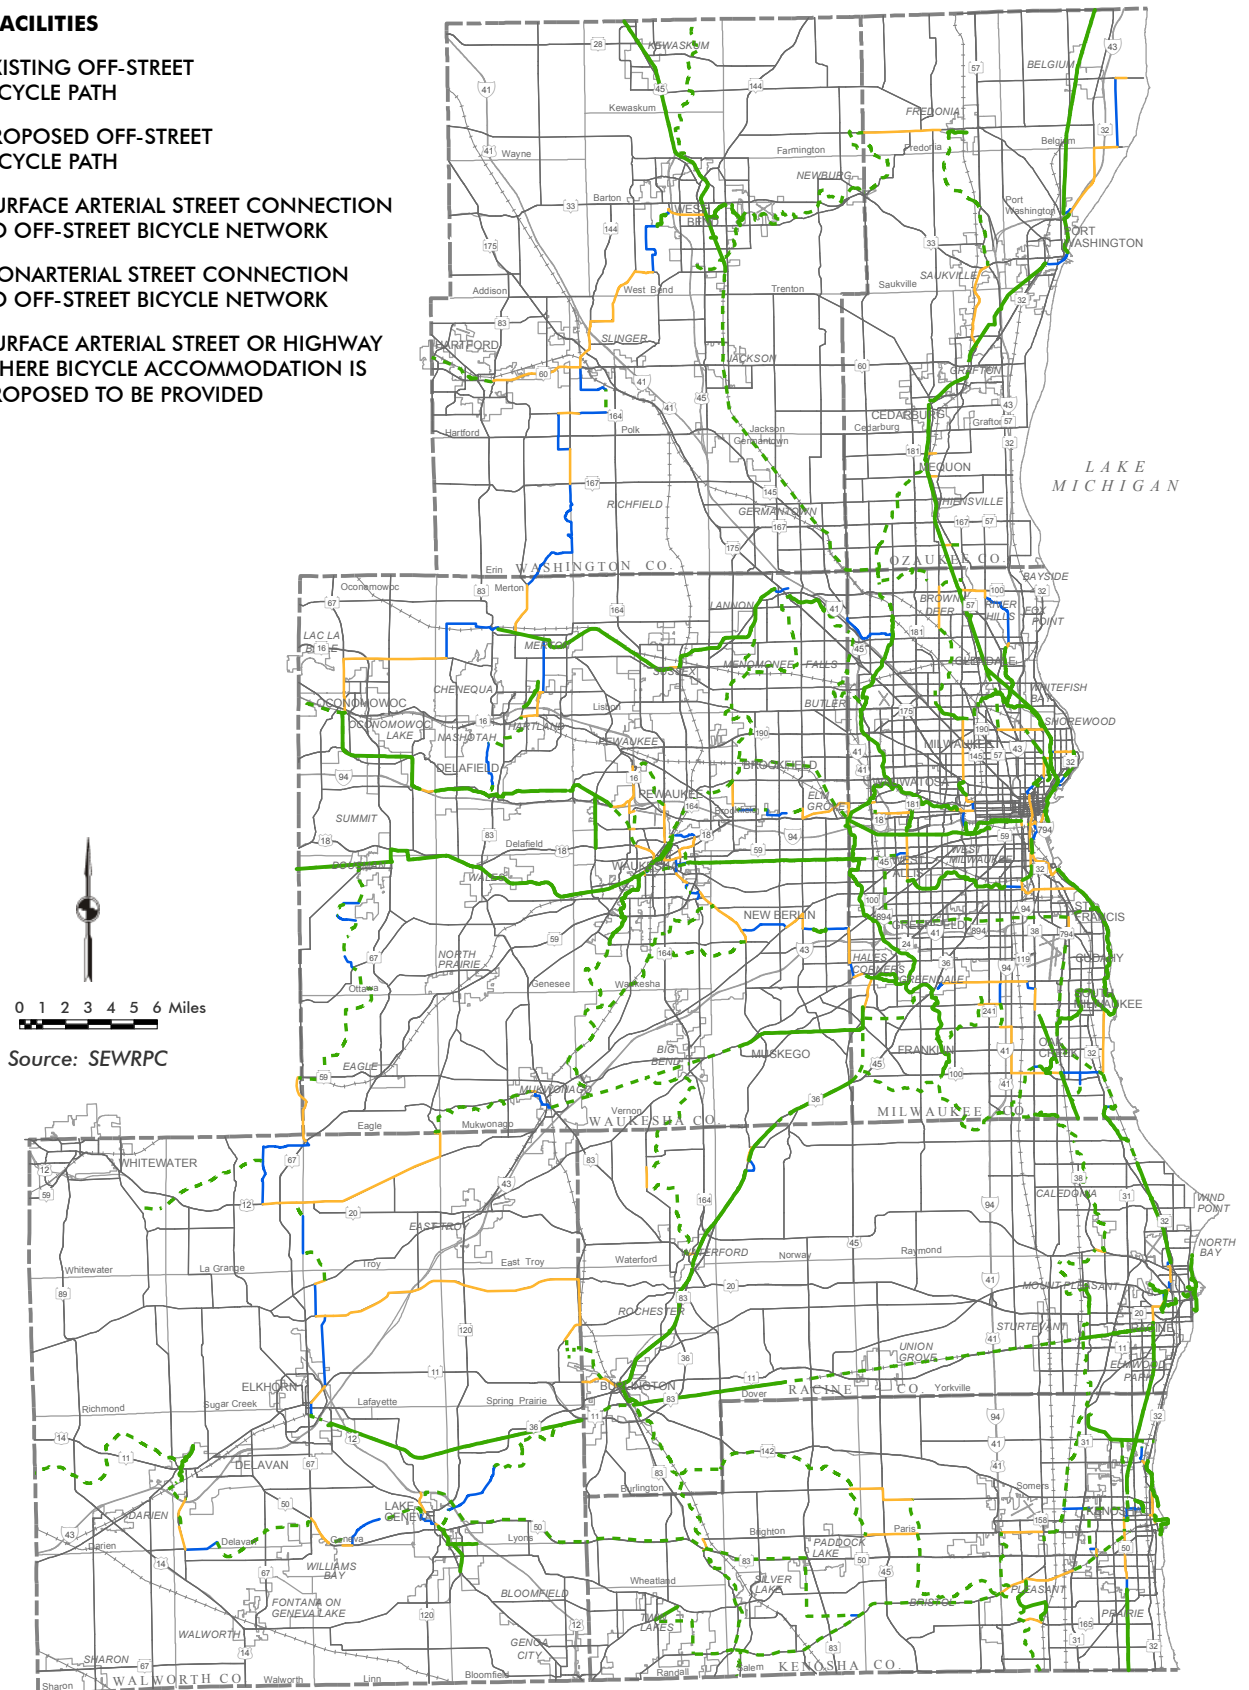 ACILITIES
XISTING OFF-STREET
CYCLE PATH
ROPOSED OFF-STREET
CYCLE PATH
URFACE ARTERIAL STREET CONNECTION
O OFF-STREET BICYCLE NETWORK
ONARTERIAL STREET CONNECTION
O OFF-STREET BICYCLE NETWORK
URFACE ARTERIAL STREET OR HIGHWAY
HERE BICYCLE ACCOMMODATION IS
ROPOSED TO BE PROVIDED
0 1 2 3 4 5 6 Miles
Source: SEWRPC
LAKE
MICHIGAN
KEWASKUM
Kewaskum
Wayne
Barton
Farmington
NEWBURG
WEST
BEND
Addison
West Bend
Trenton
HARTFORD
SLINGER
JACKSON
Hartford
Polk
Jackson
Germantown
RICHFIELD
GERMANTOWN
Erin
WASHINGTON CO.
BELGIUM
Belgium
FREDONIA
Fredonia
Port
Washington
PORT
WASHINGTON
SAUKVILLE
Saukville
GRAFTON
Grafton
CEDARBURG
Cedarburg
MEQUON
THIENSVILLE
OZAUKEE CO.
BAYSIDE
BROWN
DEER
RIVER
HILLS
FOX
POINT
GLENDALE
WHITEFISH
BAY
SHOREWOOD
MILWAUKEE
WAUWATOSA
WEST
MILWAUKEE
WEST
ALLIS
ST.
FRANCIS
GREENFIELD
CUDAHY
HALES
CORNERS
GREENDALE
SOUTH
MILWAUKEE
FRANKLIN
OAK
CREEK
MILWAUKEE CO.
Oconomowoc
Merton
LAC LA
BELLE
MERTON
LANNON
MENOMONEE FALLS
SUSSEX
BUTLER
CHENEQUA
OCONOMOWOC
OCONOMOWOC
LAKE
NASHOTAH
HARTLAND
Lisbon
PEWAUKEE
DELAFIELD
PEWAUKEE
BROOKFIELD
Brookfield
ELM
GROVE
SUMMIT
Delafield
DOUSMAN
WALES
WAUKESHA
NEW BERLIN
NORTH
PRAIRIE
Genesee
Waukesha
Ottawa
EAGLE
BIG
BEND
MUSKEGO
MUKWONAGO
Vernon
Eagle
Mukwonago
WAUKESHA CO.
WHITEWATER
Whitewater
La Grange
Troy
East Troy
EAST TROY
Richmond
Sugar Creek
ELKHORN
Lafayette
Spring Prairie
DELAVAN
LAKE
GENEVA
DARIEN
Darien
Delavan
Geneva
Lyons
WILLIAMS
BAY
FONTANA ON
GENEVA LAKE
WALWORTH
BLOOMFIELD
GENOA
CITY
SHARON
Sharon
WALWORTH CO.
Walworth
Linn
Bloomfield
CALEDONIA
WIND
POINT
NORTH
BAY
WATERFORD
Waterford
Norway
Raymond
ROCHESTER
MOUNT PLEASANT
STURTEVANT
RACINE
ELMWOOD
PARK
UNION
GROVE
BURLINGTON
Dover
Yorkville
RACINE CO.
Burlington
Somers
KENOSHA
Brighton
Paris
PADDOCK
LAKE
Wheatland
SILVER
LAKE
BRISTOL
PLEASANT
PRAIRIE
TWIN
LAKES
Randall
Salem
KENOSHA CO.